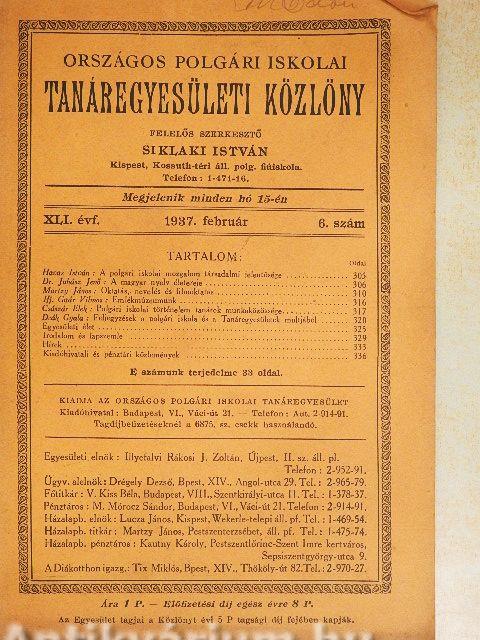 ORSZÁGOS POLGÁRI ISKOLAI
TANÁREGYESÜLETI KÖZLÖNY
FELELŐS SZERKESZTŐ
SIKLAKI ISTVÁN
Kispest, Kossuth-téri áll. polg. fiúiskola.
Telefon: 1-471-16.
Megjelenik minden hó 15-én
XLI. évf. 1937. február 6. szám
TARTALOM:
Oldal
István: A polgári iskolai mozgalom társadalmi jelentősége 305
Dr. Juhász Jenő: A magyar nyelv életereje 306
Martzy János: Oktatás, nevelés és filmoktatás 310
Ifj. Gaár Vilmos: Emlékmúzeumunk 316
Császár Elek: Polgári iskolai történelem tanárok munkaközössége 317
Deák Gyula: Feljegyzések a polgári iskola és a Tanáregyesületek multjából 320
Egyesületi élet 325
Irodalom és lapszemle 329
Hírek 333
Kiadóhivatali és pénztári közlemények 336
E számunk terjedelme 33 oldal.
KIADJA AZ ORSZÁGOS POLGÁRI ISKOLAI TANÁREGYESÜLET
Kiadóhivatal: Budapest, VI., Váci-út 21. — Telefon: Aut. 2-914-91.
Tagdíjbefizetéseknél a 6875. sz. csekk használandó.
Egyesületi elnök: Illyefalvi Rákosi J. Zoltán, Újpest, II. sz. áll. pl.
Telefon: 2-952-91.
Ügyv. alelnök: Drégely Dezső, Bpest, XIV., Angol-utca 29. Tel.: 2-965-79.
Főtitkár: V. Kiss Béla, Budapest, VIII., Szentkirályi-utca 11. Tel.: 1-378-37.
Pénztáros: M. Mórocz Sándor, Budapest, VI., Váci-út 21. Telefon: 2-914-91.
Házalapb. elnök: Lucza János, Kispest, Wekerle-telepi áll. pf. Tel.: 1-469-54.
Házalapb. titkár: Martzy János, Pestszenterzsébet, áll. pf. Tel.: 1-475-74.
Házalapb. pénztáros: Kautny Károly, Pestszentlőrinc-Szent Imre kertváros,
Sepsiszentgyörgy-utca 9.
A Diákotthon igazg.: Tix Miklós, Bpest, XIV., Thököly-út 82. Tel.: 2-970-27.
Ára 1 P. — Előfizetési díj egész évre 8 P.
Az Egyesület tagjai a Közlönyt évi 5 P tagsági díj fejében kapják.